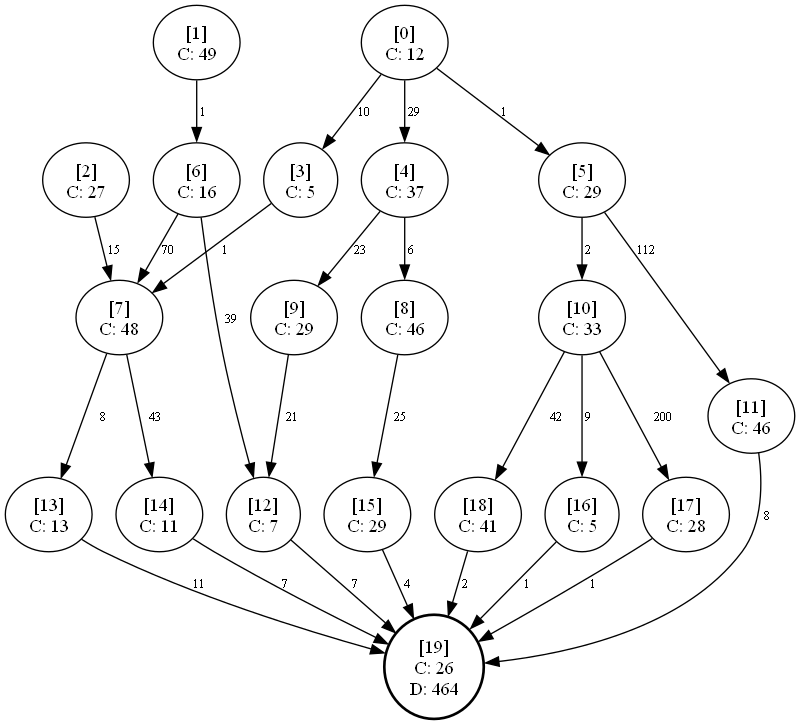 [1]
C: 49
[0]
C: 12
1
10
29
1
[2]
C: 27
[6]
C: 16
[3]
C: 5
[4]
C: 37
[5]
C: 29
15
70
1
23
6
2
112
[7]
C: 48
39
[9]
C: 29
[8]
C: 46
[10]
C: 33
8
43
21
25
42
9
200
[11]
C: 46
[13]
C: 13
[14]
C: 11
[12]
C: 7
[15]
C: 29
[18]
C: 41
[16]
C: 5
[17]
C: 28
8
11
7
7
4
2
1
1
[19]
C: 26
D: 464